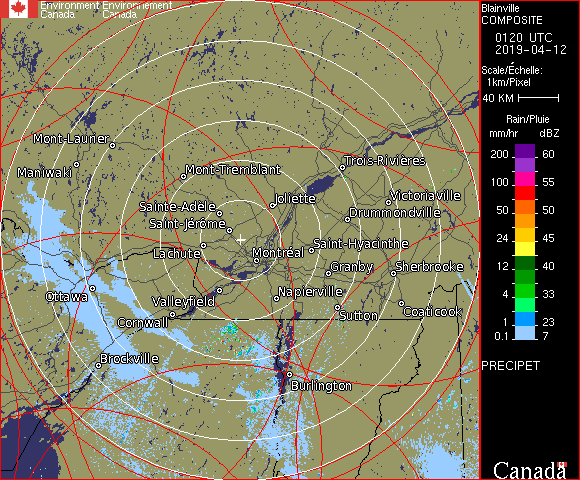 Environment Environnement
Canada Canada
Blainville
COMPOSITE
0120 UTC
2019-04-12
Scale/Échelle:
1km/Pixel
40 KM
Rain/Pluie
mm/hr dBZ
200 60
100 55
50 50
24 45
12 40
4 33
1 23
0.1 7
PRECIPET
Canada
Mont-Laurier
Maniwaki
Mont-Tremblant
Trois-Rivières
Joliette
Victoriaville
Sainte-Adèle
Drummondville
Saint-Jérôme
Lachute
Montréal
Saint-Hyacinthe
Granby
Sherbrooke
Ottawa
Valleyfield
Napierville
Cornwall
Sutton
Coaticook
Brockville
Burlington